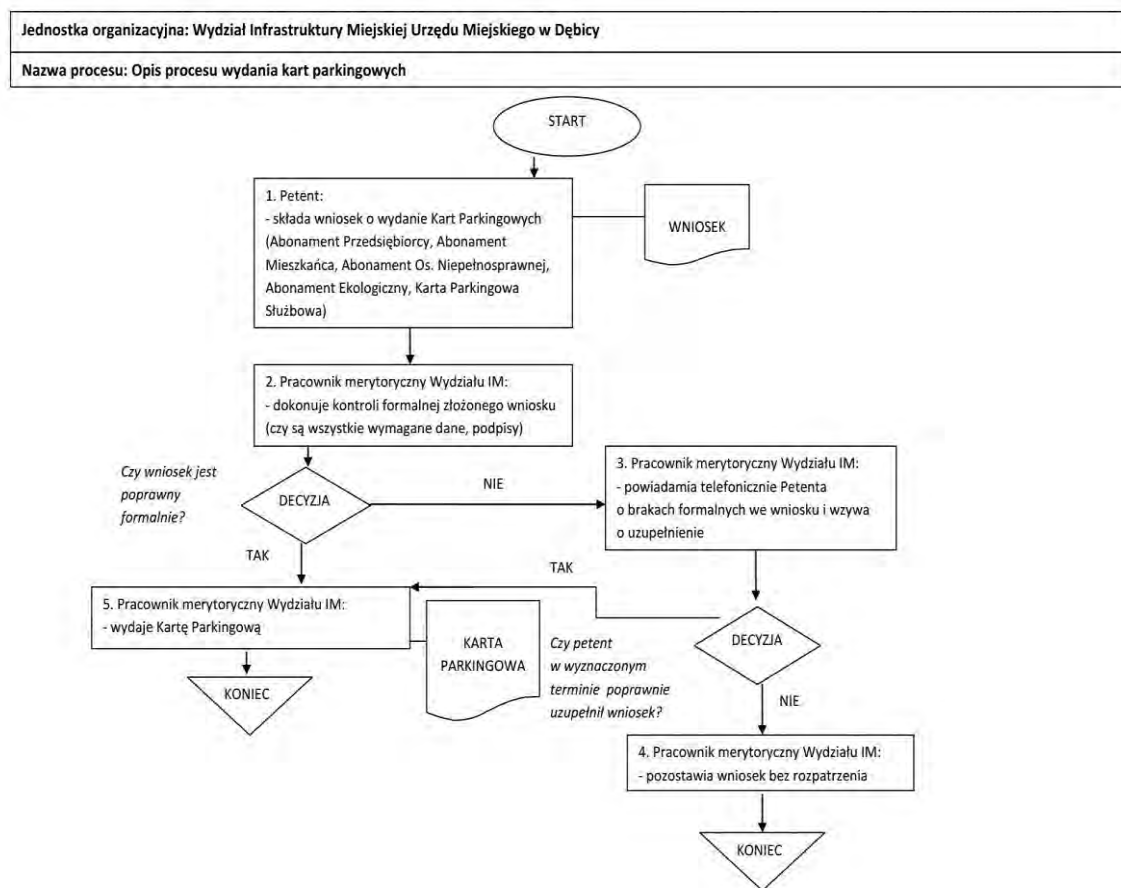 Jednostka organizacyjna: Wydział Infrastruktury Miejskiej Urzędu Miejskiego w Dębicy
Nazwa procesu: Opis procesu wydania kart parkingowych
START
1. Petent:
- składa wniosek o wydanie Kart Parkingowych
(Abonament Przedsiębiorcy, Abonament
Mieszkańca, Abonament Os. Niepełnosprawnej,
Abonament Ekologiczny, Karta Parkingowa
Służbowa)
WNIOSEK
2. Pracownik merytoryczny Wydziału IM:
- dokonuje kontroli formalnej złożonego wniosku
(czy są wszystkie wymagane dane, podpisy)
Czy wniosek jest
poprawny
formalnie?
DECYZJA
NIE
3. Pracownik merytoryczny Wydziału IM:
- powiadamia telefonicznie Petenta
o brakach formalnych we wniosku i wzywa
o uzupełnienie
TAK
TAK
5. Pracownik merytoryczny Wydziału IM:
- wydaje Kartę Parkingową
KARTA
PARKINGOWA
Czy petent
w wyznaczonym
terminie poprawnie
uzupełnił wniosek?
DECYZJA
KONIEC
NIE
4. Pracownik merytoryczny Wydziału IM:
- pozostawia wniosek bez rozpatrzenia
KONIEC